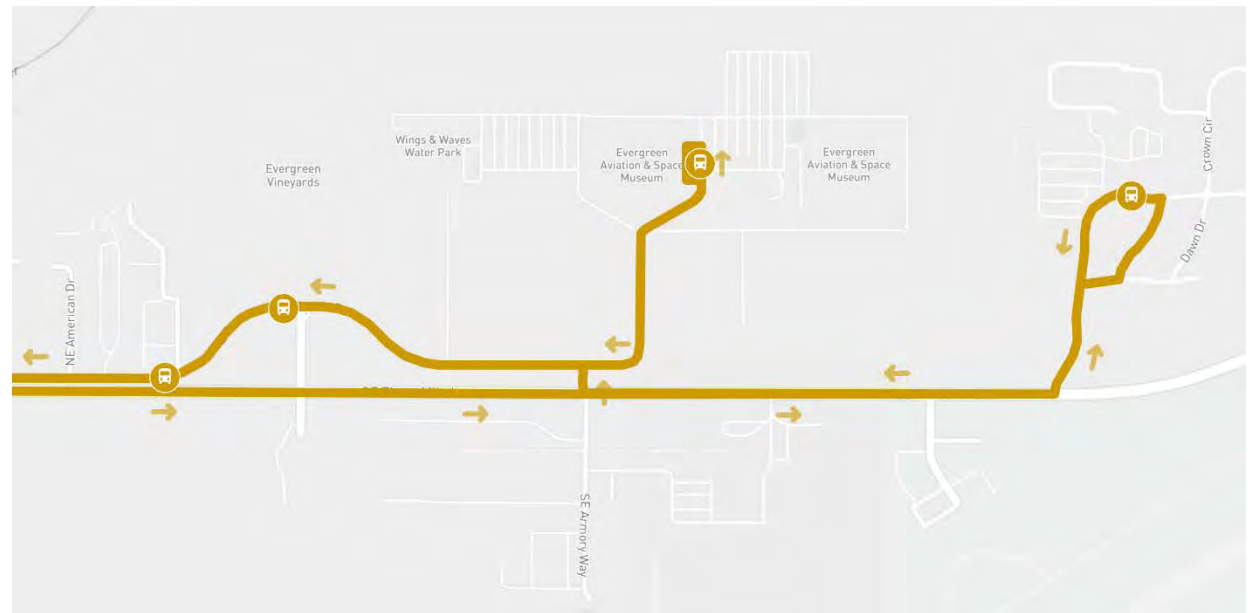 Wings & Waves
Water Park
Evergreen
Aviation & Space
Museum
Evergreen
Aviation & Space
Museum
Evergreen
Vineyards
Crown Cir
Dawn Dr
NE American Dr
SE Armory Way